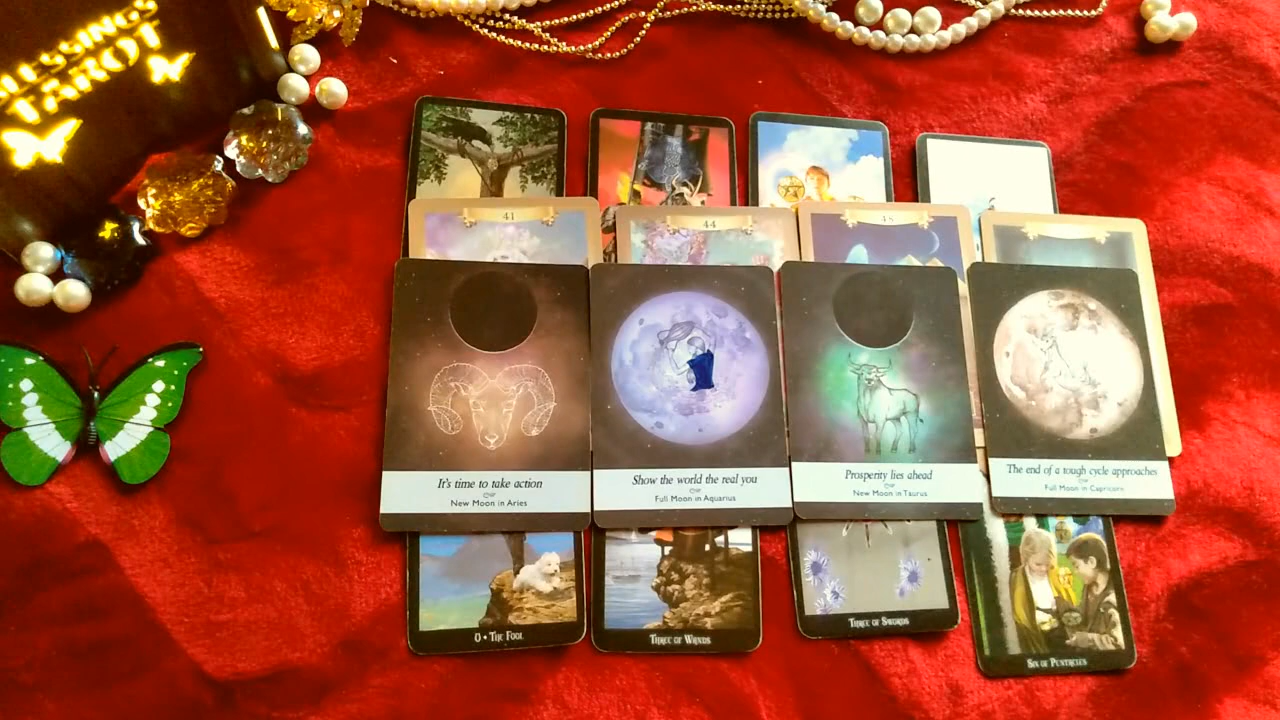 LESSINGS
TAROT
41
44
48
It's time to take action
New Moon in Aries
Show the world the real you
Full Moon in Aquarius
Prosperity lies ahead
New Moon in Taurus
The end of a tough cycle approaches
Full Moon in Capricorn
0 • The Fool
Three of Wands
Three of Swords
Six of Pentacles